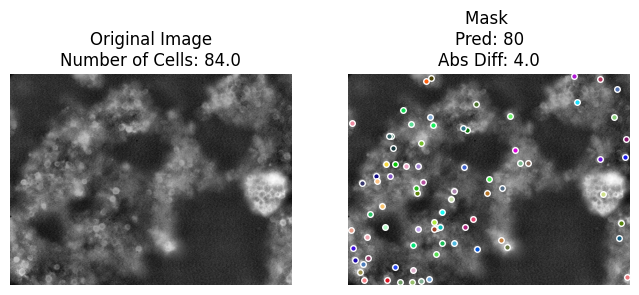 Original Image
Number of Cells: 84.0
Mask
Pred: 80
Abs Diff: 4.0